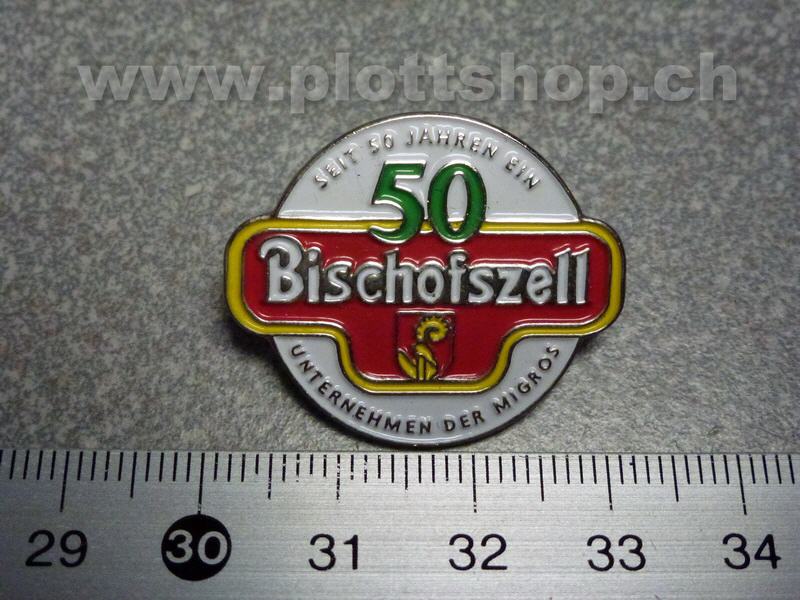 www.plottshop.ch
SEIT 50 JAHREN EIN
50
Bischofszell
UNTERNEHMEN DER MIGROS
29 30 31 32 33 34